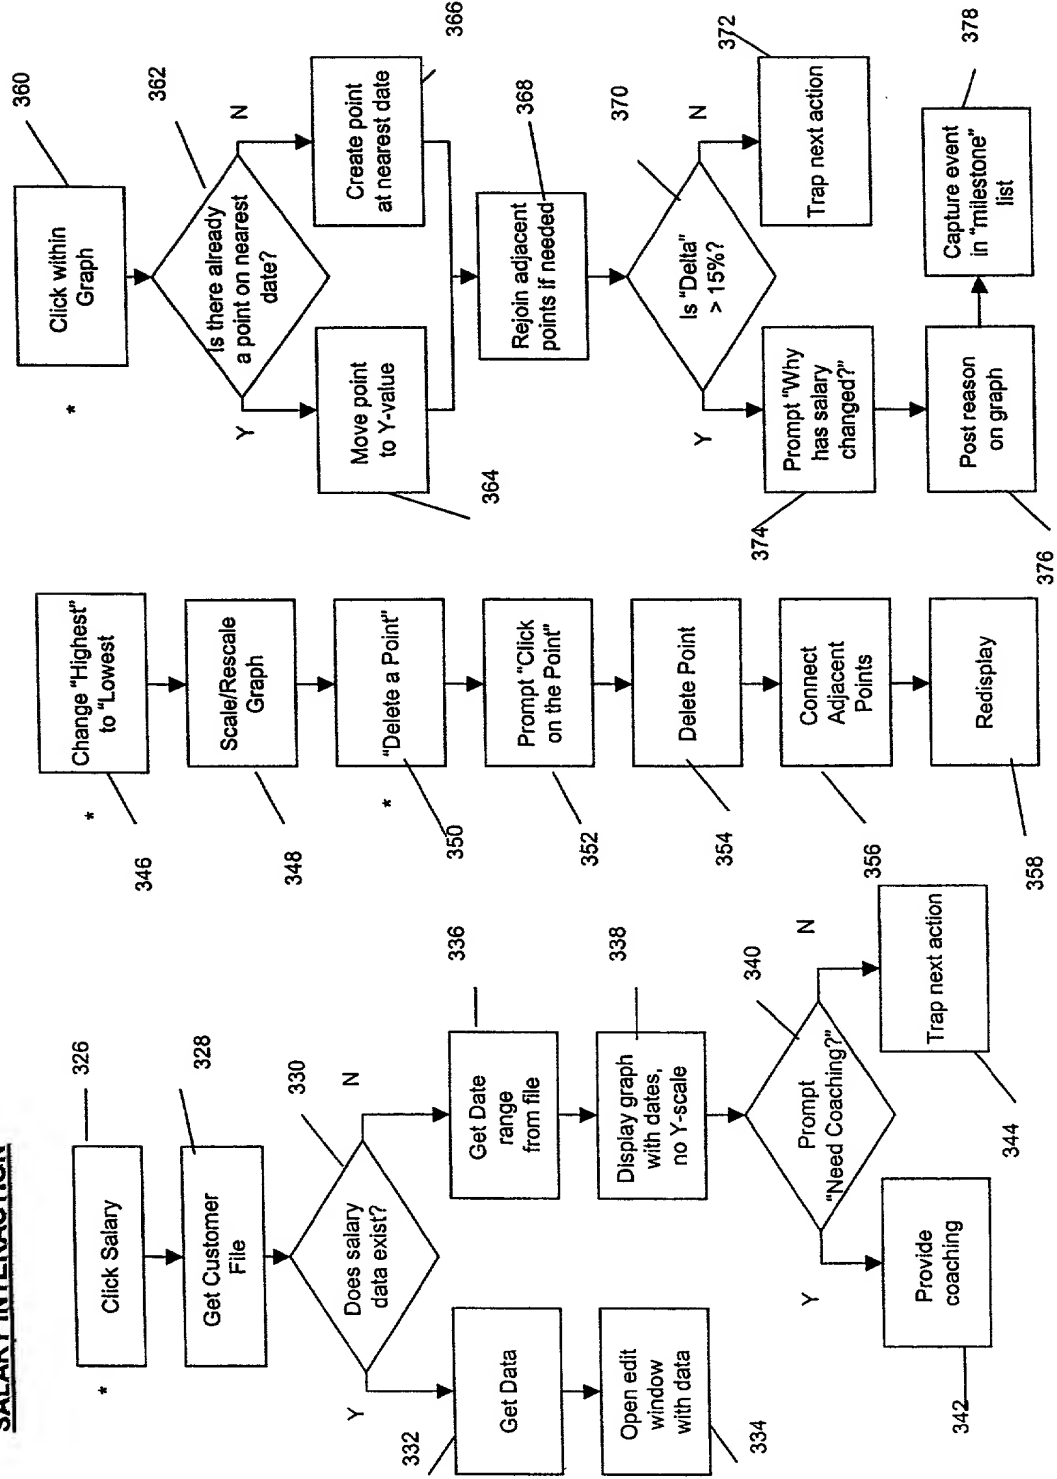 SALARY INTERACTION
*
Click Salary
326
Get Customer
File
328
Does salary
data exist?
330
Y
N
Get Data
332
Open edit
window
with data
334
Get Date
range
from file
336
Display graph
with dates,
no Y-scale
338
Prompt
"Need Coaching?"
340
Y
N
Provide
coaching
342
Trap next action
344
*
Change "Highest"
to "Lowest
346
Scale/Rescale
Graph
348
*
"Delete a Point"
350
Prompt "Click
on the Point"
352
Delete Point
354
Connect
Adjacent
Points
356
Redisplay
358
*
Click within
Graph
360
Is there already
a point on nearest
date?
362
Y
N
Move point
to Y-value
364
Create point
at nearest date
366
Rejoin adjacent
points if needed
368
Is "Delta"
> 15%?
370
Y
N
Trap next action
372
Prompt "Why
has salary
changed?"
374
Post reason
on graph
376
Capture event
in "milestone"
list
378